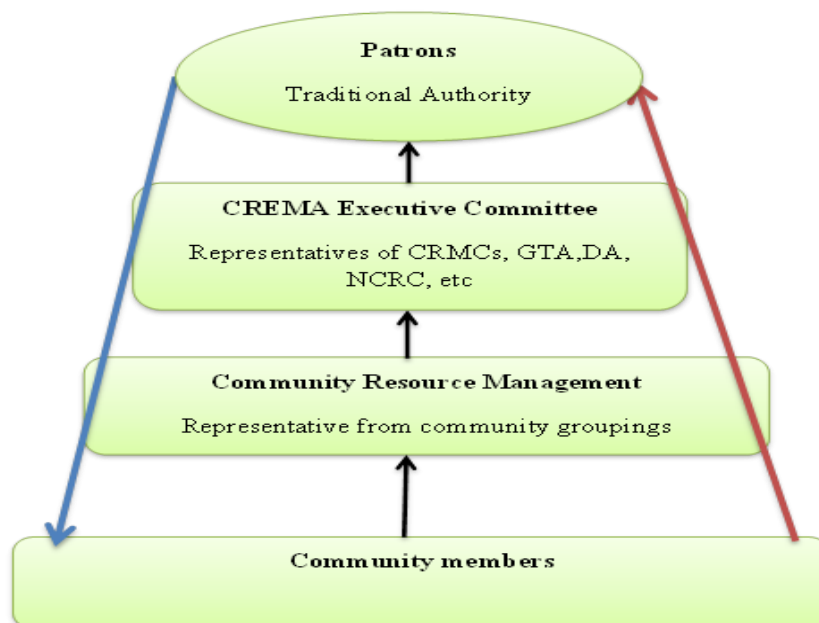 Patrons
Traditional Authority
CREMA Executive Committee
Representatives of CRMCs, GTA,DA,
NCRC, etc
Community Resource Management
Representative from community groupings
Community members